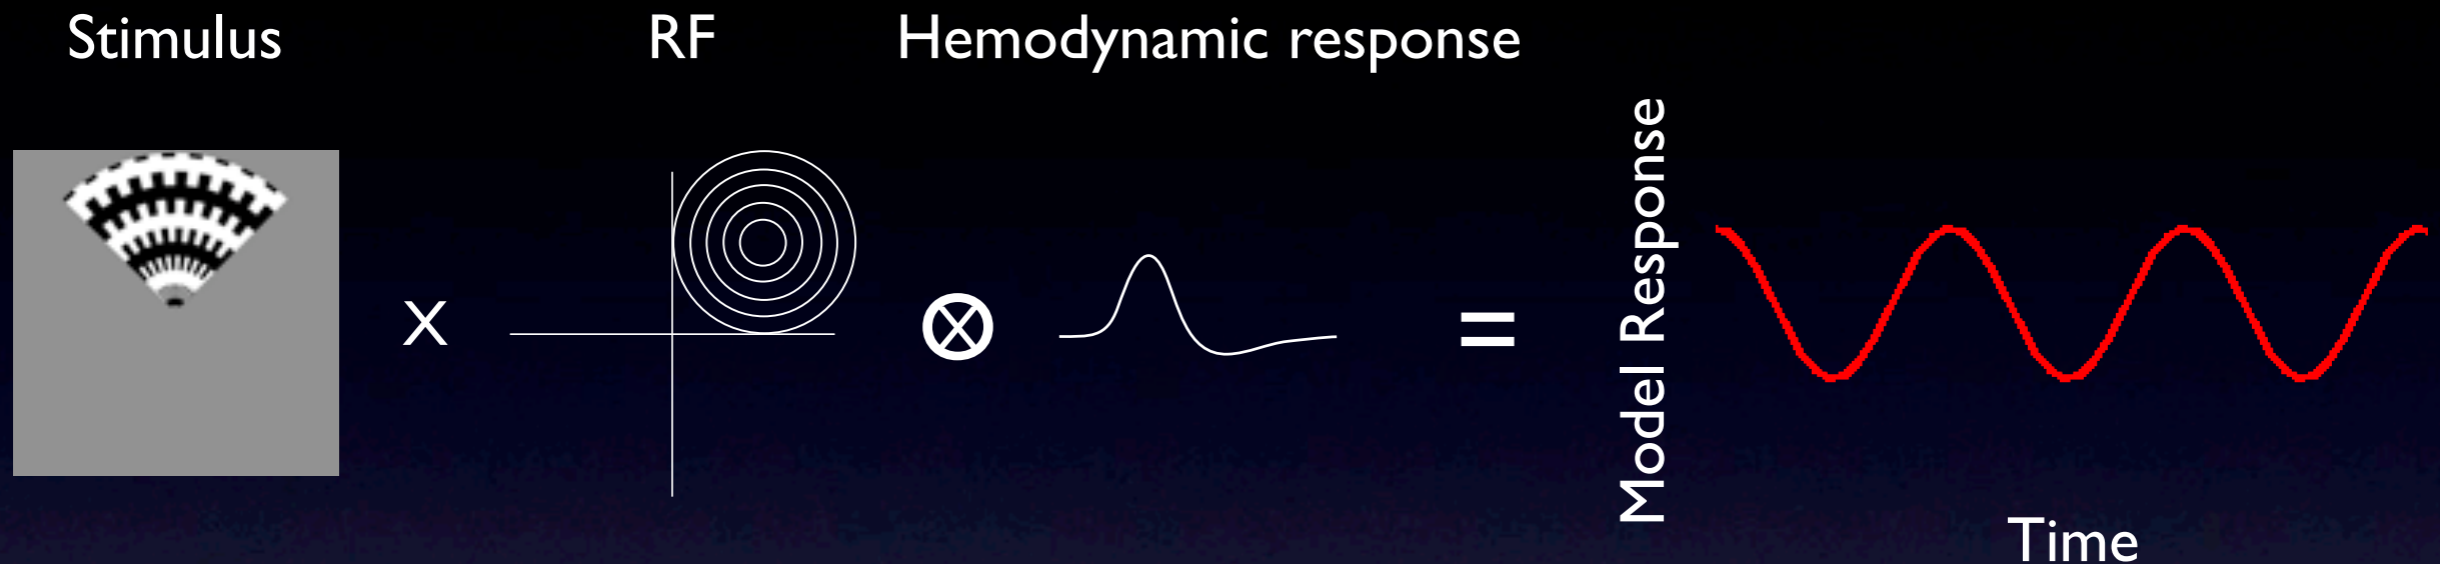 Stimulus
RF
Hemodynamic response
x
⊗
=
Model Response
Time